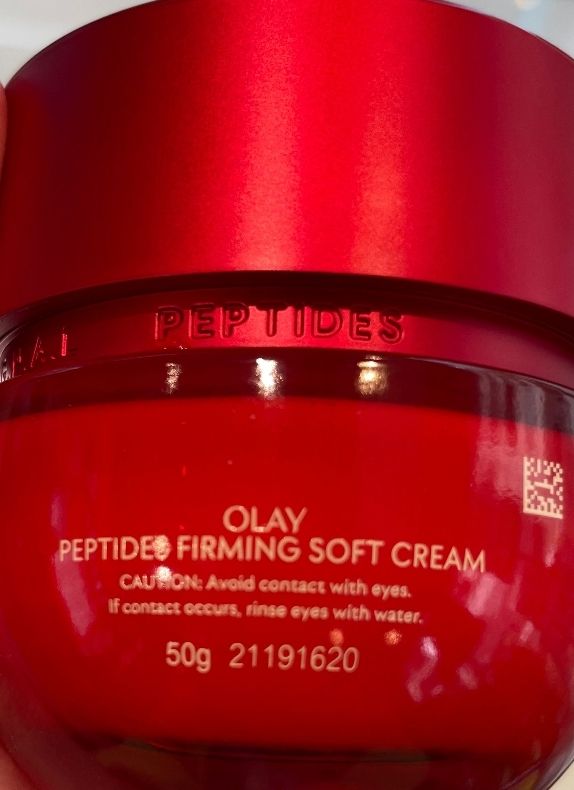 PEPTIDES
OLAY
PEPTIDES FIRMING SOFT CREAM
CAUTION: Avoid contact with eyes.
If contact occurs, rinse eyes with water.
50g 21191620